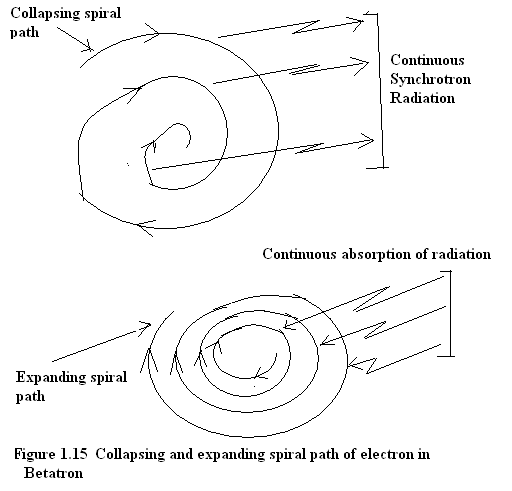 Collapsing spiral
path
Continuous
Synchrotron
Radiation
Continuous absorption of radiation
Expanding spiral
path
Figure 1.15  Collapsing and expanding spiral path of electron in
Betatron